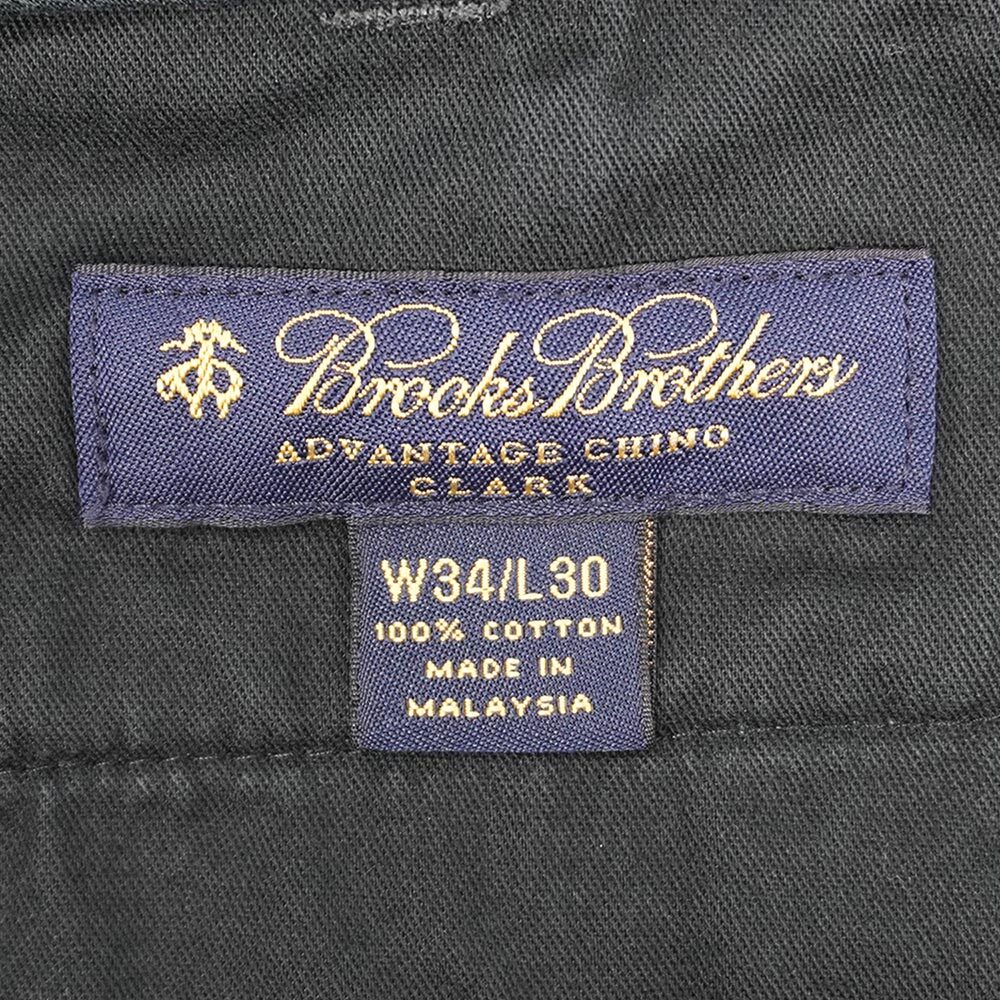 Brooks Brothers
ADVANTAGE CHINO
CLARK
W34/L30
100% COTTON
MADE IN
MALAYSIA